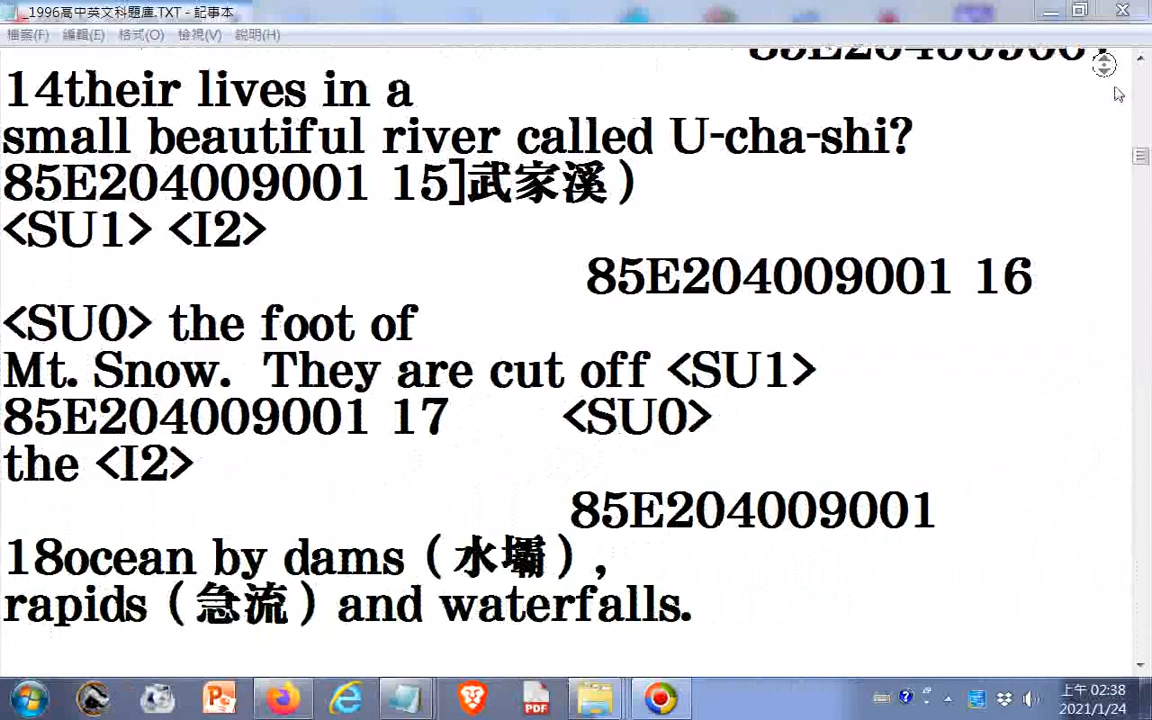 _1996高中英文科題庫.TXT - 記事本
檔案(F) 編輯(E) 格式(O) 檢視(V) 說明(H)
14their lives in a
small beautiful river called U-cha-shi?
85E204009001 15]武家溪）
<SU1> <I2>
85E204009001 16
<SU0> the foot of
Mt. Snow.  They are cut off <SU1>
85E204009001 17 <SU0>
the <I2>
85E204009001
18ocean by dams（水壩），
rapids（急流）and waterfalls.
PDF
上午 02:38
2021/1/24